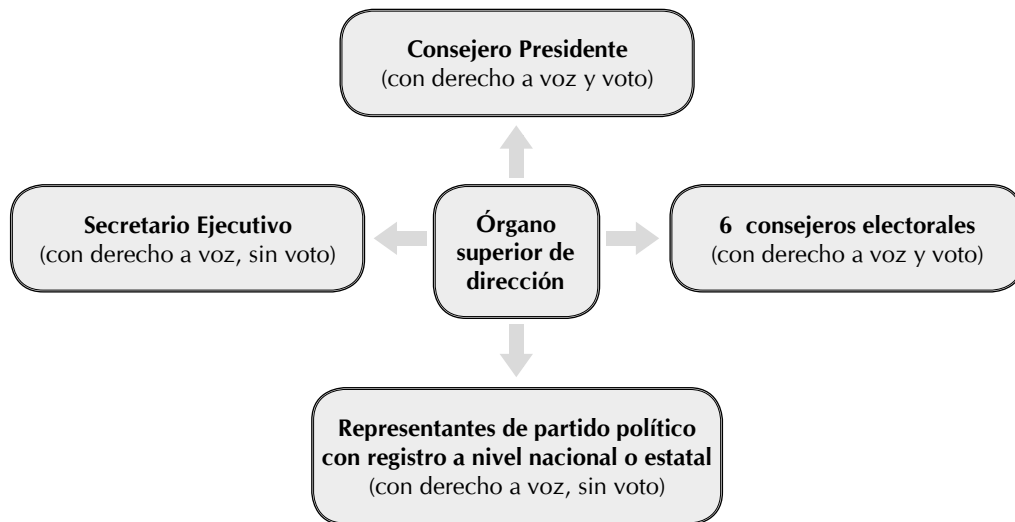 Consejero Presidente
(con derecho a voz y voto)
Secretario Ejecutivo
(con derecho a voz, sin voto)
Órgano
superior de
dirección
6 consejeros electorales
(con derecho a voz y voto)
Representantes de partido político
con registro a nivel nacional o estatal
(con derecho a voz, sin voto)